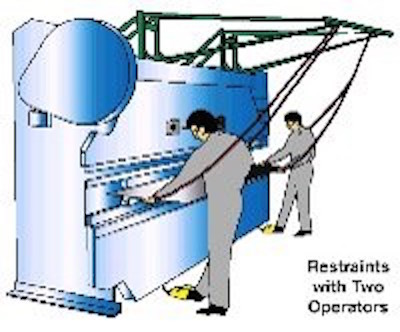 Restraints
with Two
Operators